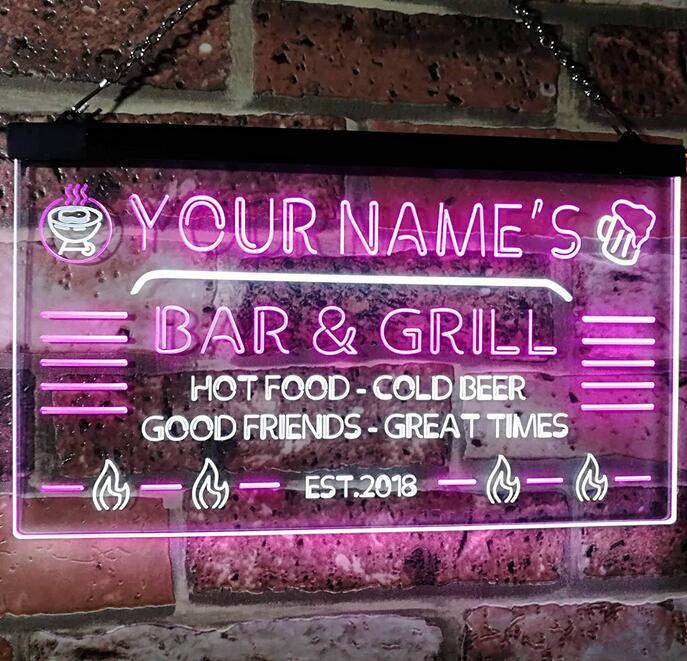 YOUR NAME'S
BAR & GRILL
HOT FOOD - COLD BEER
GOOD FRIENDS - GREAT TIMES
EST.2018